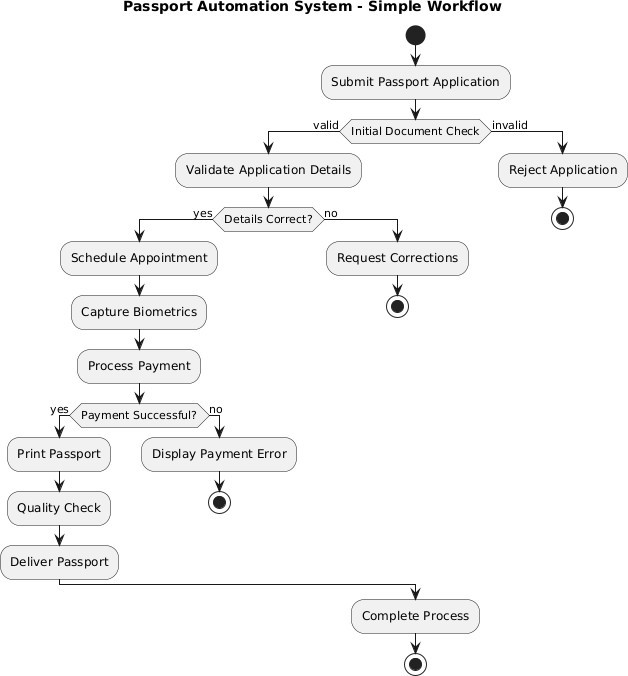 Passport Automation System - Simple Workflow
Submit Passport Application
valid
Initial Document Check
invalid
Validate Application Details
Reject Application
yes
Details Correct?
no
Schedule Appointment
Request Corrections
Capture Biometrics
Process Payment
yes
Payment Successful?
no
Print Passport
Display Payment Error
Quality Check
Deliver Passport
Complete Process